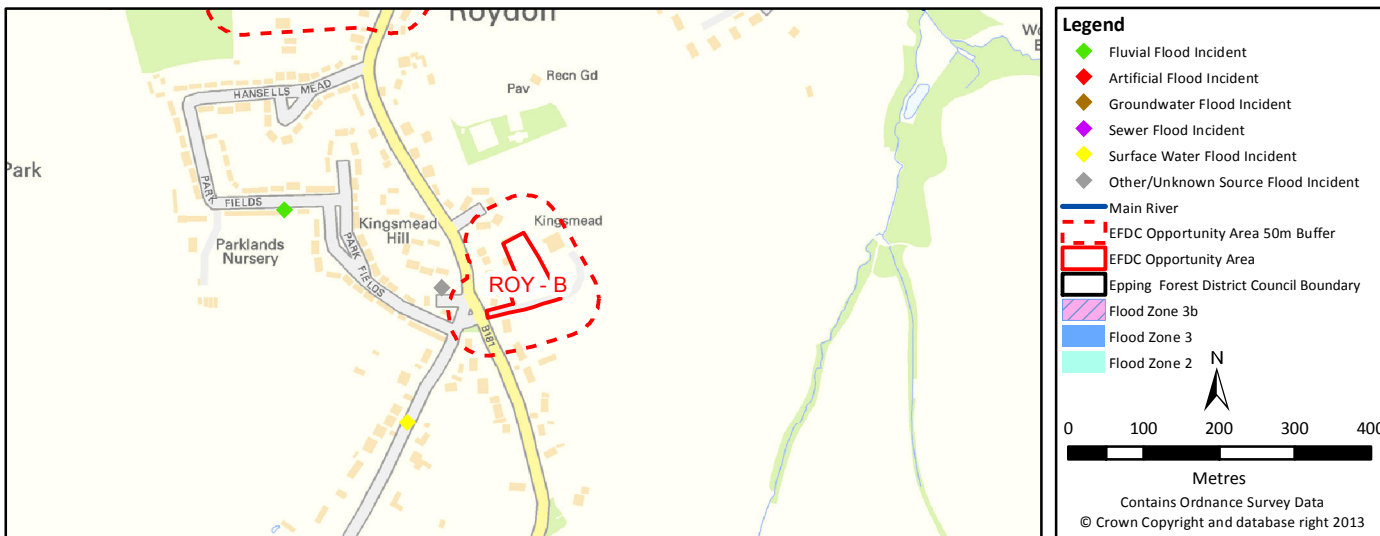 Roydon
Recn Gd
Pav
HANSELLS MEAD
Park
PARK
FIELDS
Parklands
Nursery
PARK FIELDS
Kingsmead
Hill
Kingsmead
ROY - B
B181
Legend
Fluvial Flood Incident
Artificial Flood Incident
Groundwater Flood Incident
Sewer Flood Incident
Surface Water Flood Incident
Other/Unknown Source Flood Incident
Main River
EFDC Opportunity Area 50m Buffer
EFDC Opportunity Area
Epping Forest District Council Boundary
Flood Zone 3b
Flood Zone 3
Flood Zone 2
N
0 100 200 300 400
Metres
Contains Ordnance Survey Data
© Crown Copyright and database right 2013